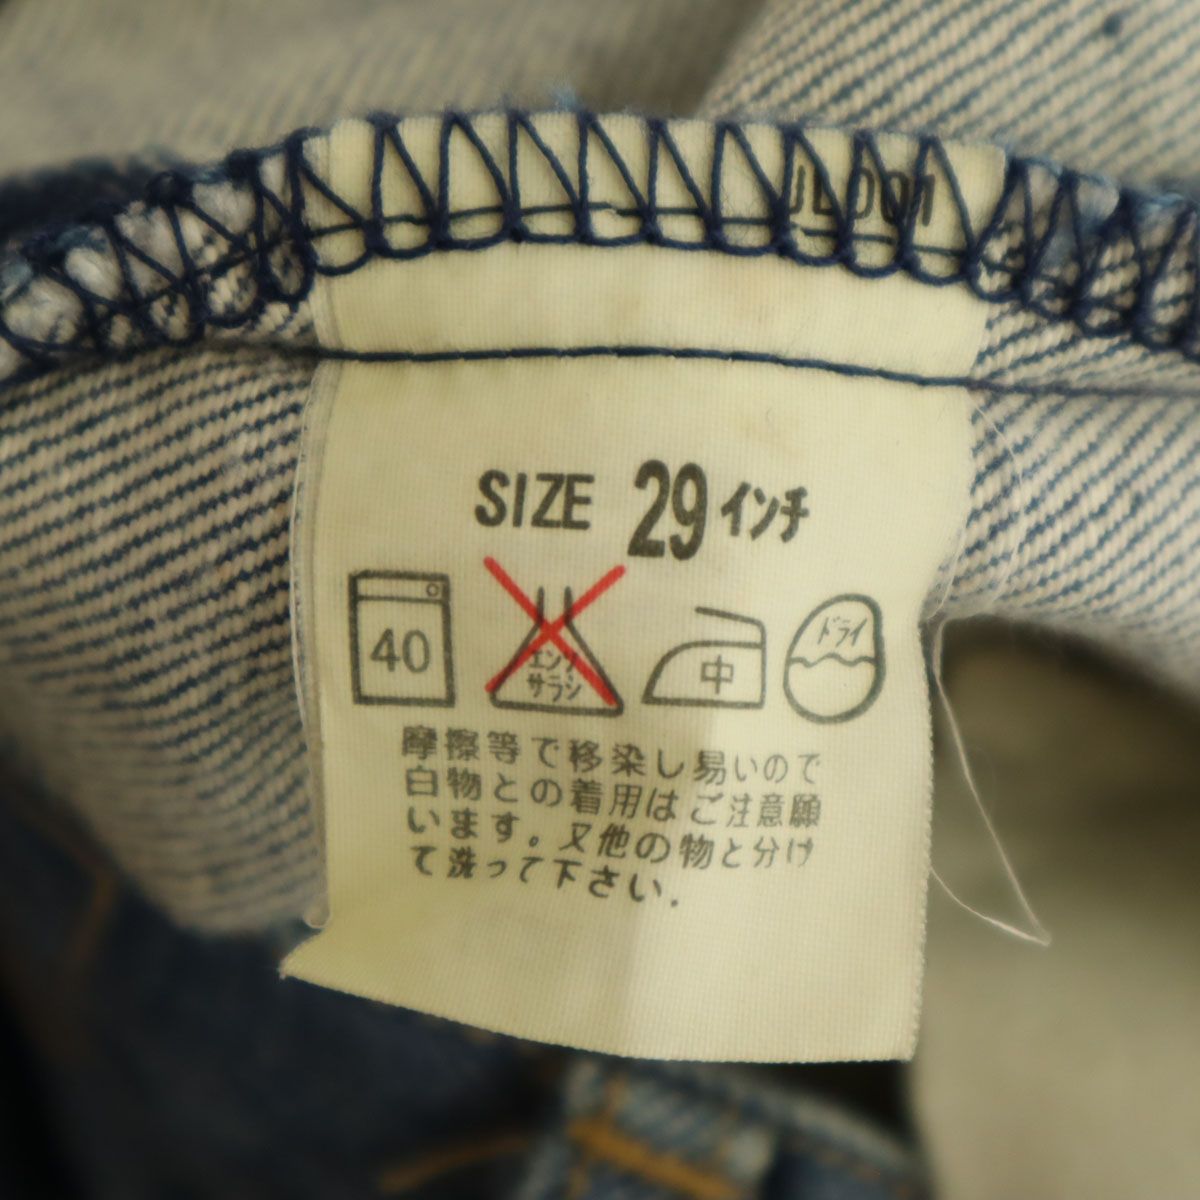 SIZE 29インチ
40
エンソ
サラシ
中
ドライ
摩擦等で移染し易いので
白物との着用はご注意願
います。又他の物と分け
て洗って下さい.